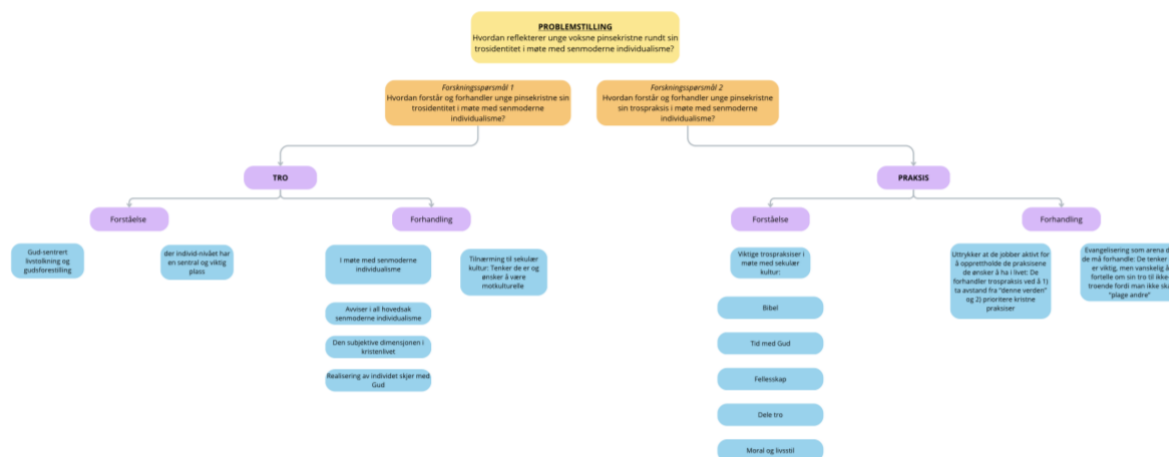 PROBLEMSTILLING
Hvordan reflekterer unge voksne pinsekristne rundt sin
trosidentitet i møte med senmoderne individualisme?
Forskningsspørsmål 1
Hvordan forstår og forhandler unge pinsekristne sin
trosidentitet i møte med senmoderne
individualisme?
Forskningsspørsmål 2
Hvordan forstår og forhandler unge pinsekristne
sin trospraksis i møte med senmoderne
individualisme?
TRO
Forståelse
Gud-sentrert
livstolkning og
gudsforestilling
der individ-nivået har
en sentral og viktig
plass
Forhandling
I møte med senmoderne
individualisme
Avviser i all hovedsak
senmoderne individualisme
Den subjektive dimensjonen i
kristenlivet
Realisering av individet skjer med
Gud
Tilnærming til sekulær
kultur: Tenker de er og
ønsker å være
motkulturelle
PRAKSIS
Forståelse
Viktige trospraksiser i
møte med sekulær
kultur:
Bibel
Tid med Gud
Fellesskap
Dele tro
Moral og livsstil
Forhandling
Uttrykker at de jobber aktivt for
å opprettholde de praksisene
de ønsker å ha i livet: De
forhandler trospraksis ved å 1)
ta avstand fra "denne verden"
og 2) prioritere kristne
praksiser
Evangelisering som arena d
de må forhandle: De tenker
er viktig, men vanskelig å
fortelle om sin tro til ikke
troende fordi man ikke ska
"plage andre"